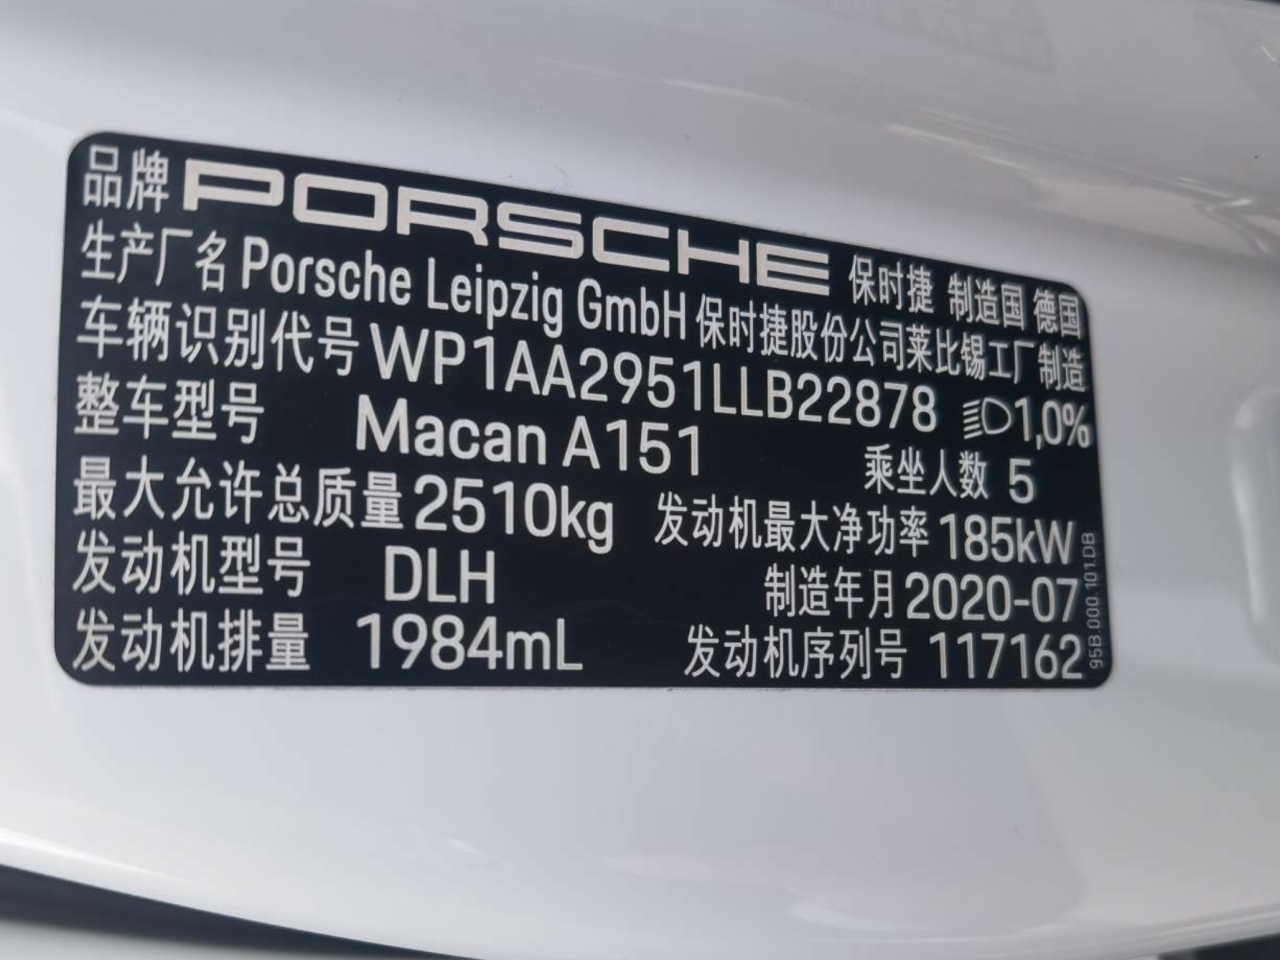 品牌 PORSCHE 保时捷 制造国 德国
生产厂名 Porsche Leipzig GmbH 保时捷股份公司莱比锡工厂制造
车辆识别代号 WP1AA2951LLB22878 1,0%
整车型号 Macan A151 乘坐人数 5
最大允许总质量 2510kg 发动机最大净功率 185kW
发动机型号 DLH 制造年月 2020-07
发动机排量 1984mL 发动机序列号 117162
95B.000.101.DB